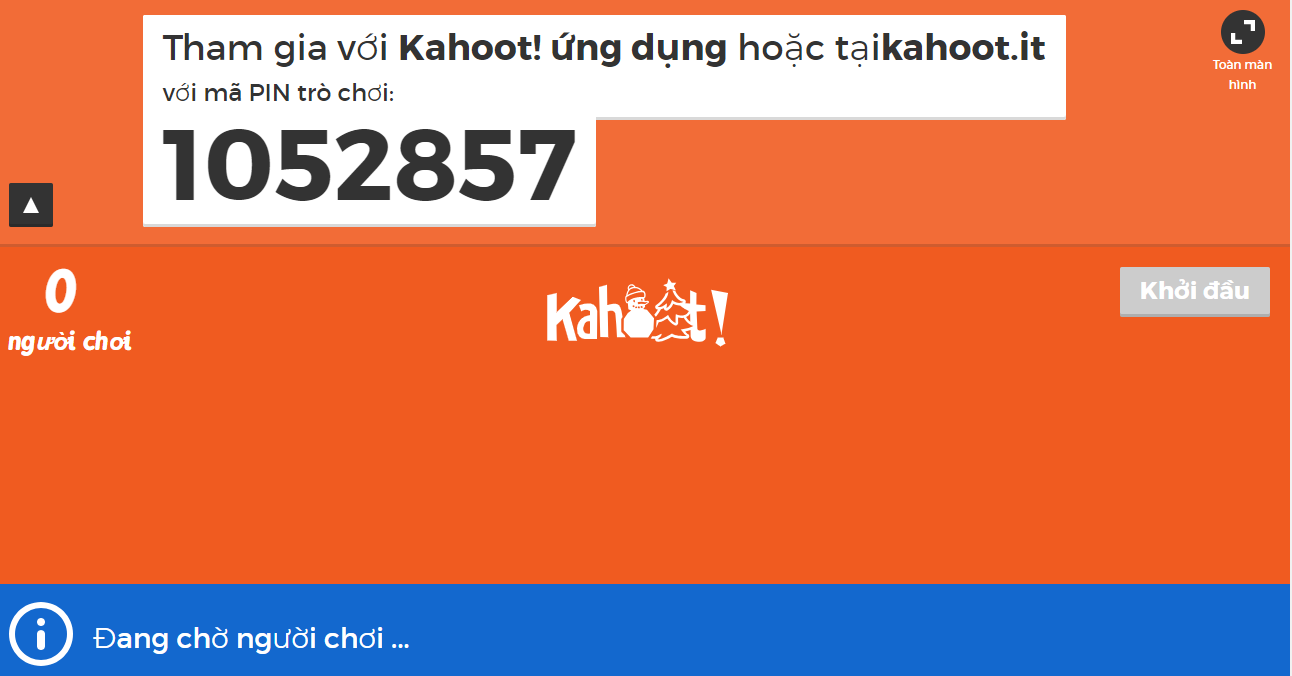 Tham gia với Kahoot! ứng dụng hoặc tạikahoot.it
với mã PIN trò chơi:
1052857
Toàn màn
hình
▲
0
người chơi
Kahoot!
Khởi đầu
Đang chờ người chơi ...